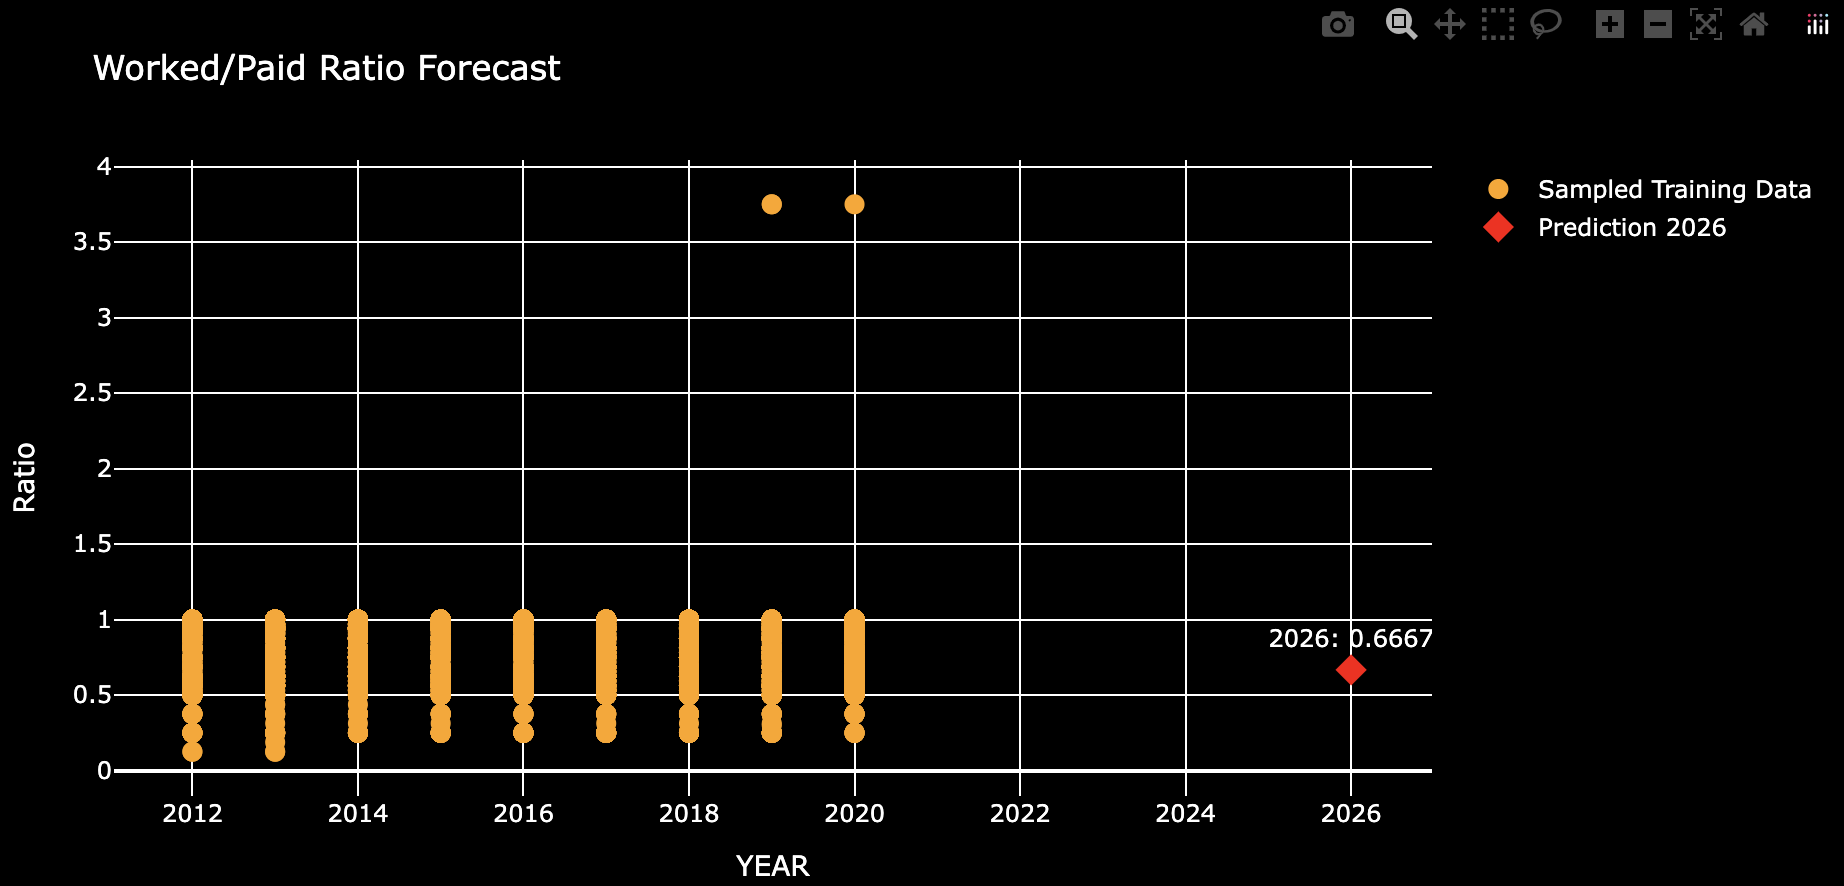 Worked/Paid Ratio Forecast
4
3.5
3
2.5
2
1.5
1
0.5
0
Ratio
2012 2014 2016 2018 2020 2022 2024 2026
YEAR
2026: 0.6667
Sampled Training Data
Prediction 2026